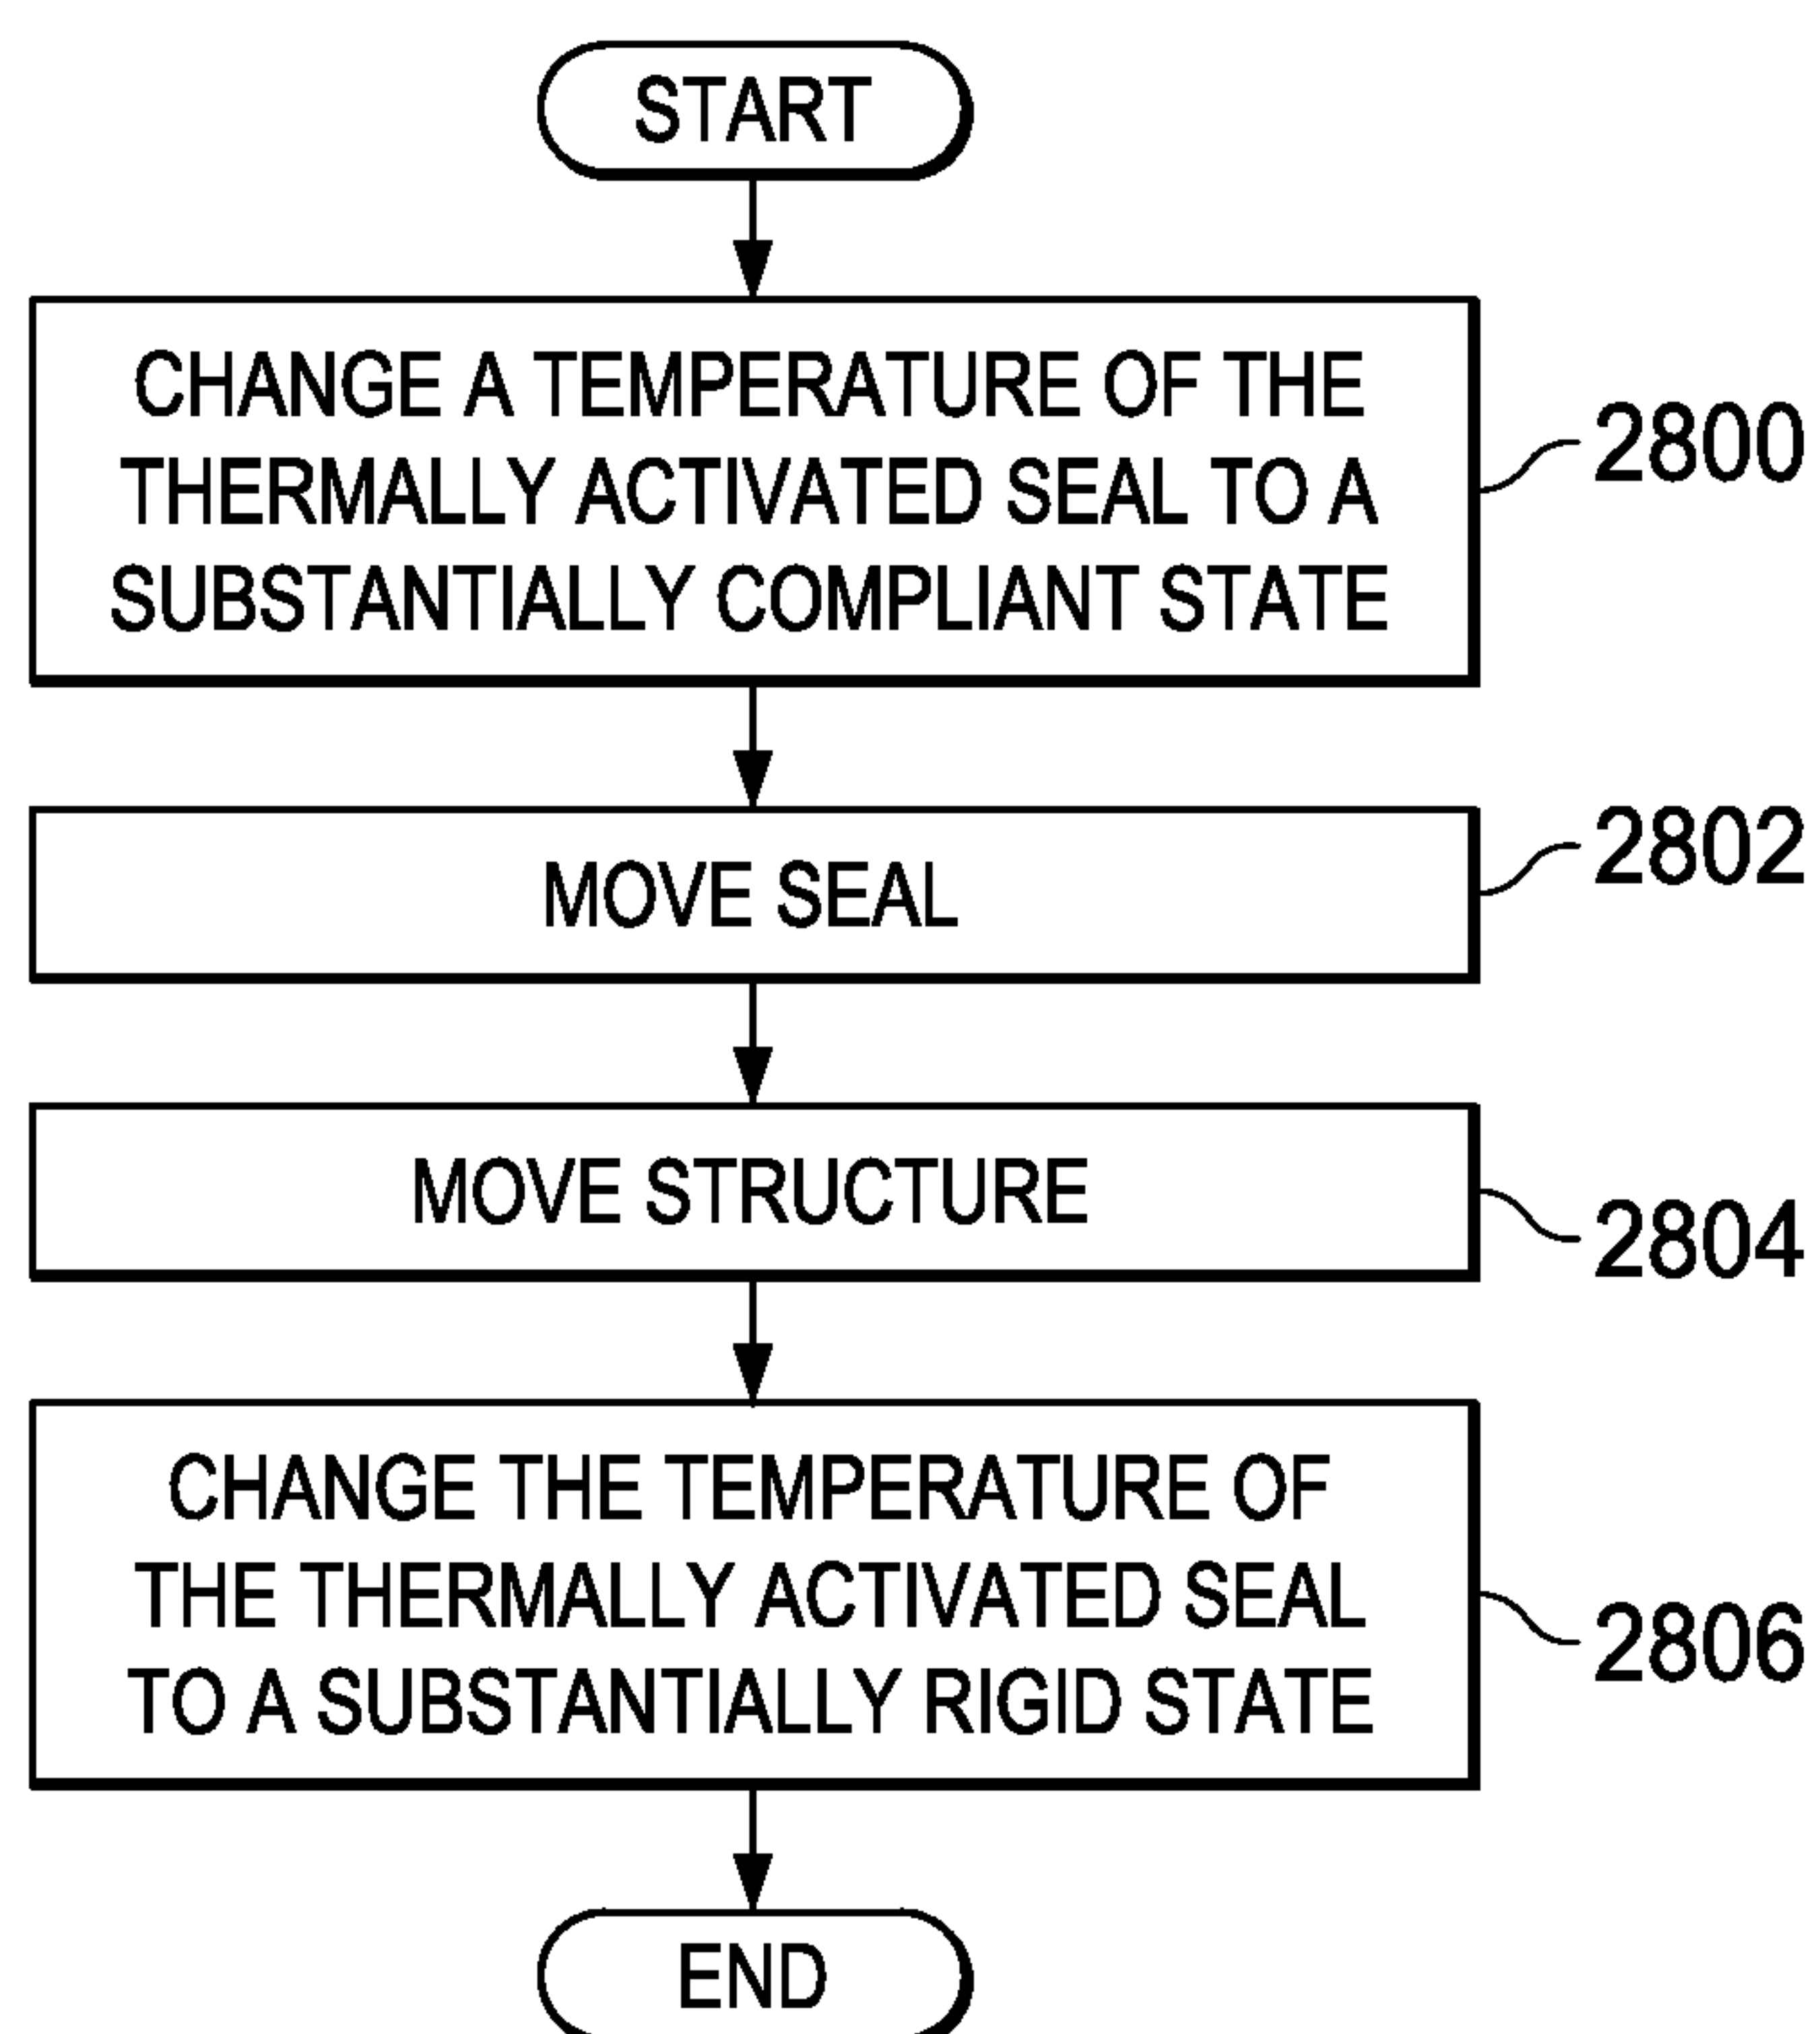 START
CHANGE A TEMPERATURE OF THE
THERMALLY ACTIVATED SEAL TO A
SUBSTANTIALLY COMPLIANT STATE
2800
MOVE SEAL
2802
MOVE STRUCTURE
2804
CHANGE THE TEMPERATURE OF
THE THERMALLY ACTIVATED SEAL
TO A SUBSTANTIALLY RIGID STATE
2806
END